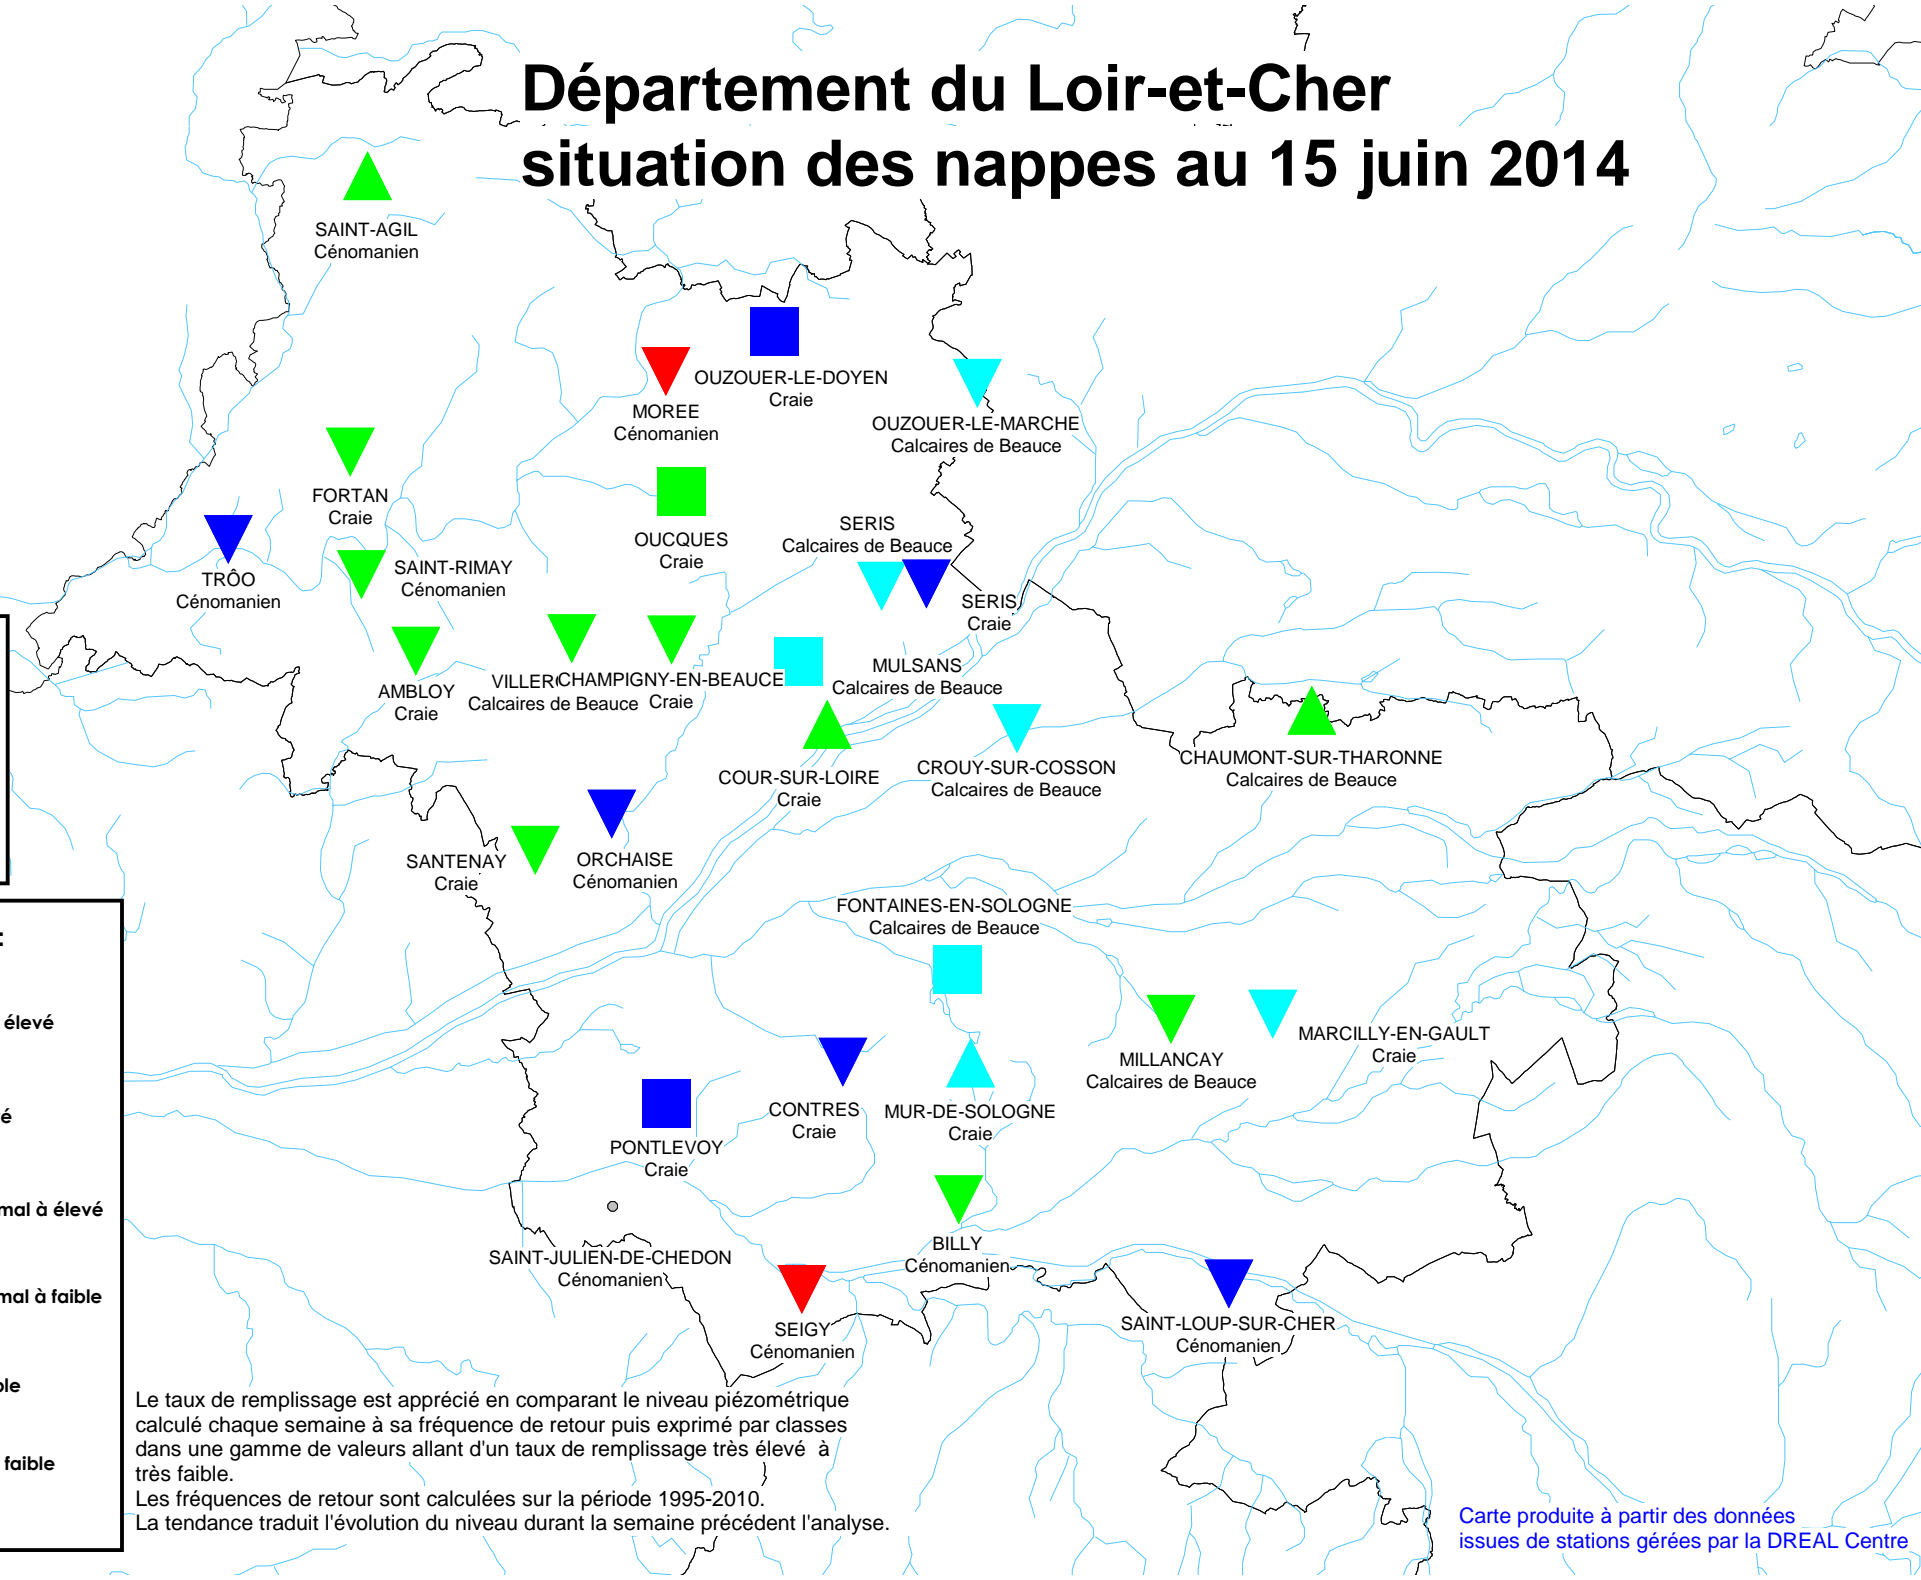 Département du Loir-et-Cher
situation des nappes au 15 juin 2014
SAINT-AGIL
Cénomanien
OUZOUER-LE-DOYEN
Craie
MOREE
Cénomanien
OUZOUER-LE-MARCHE
Calcaires de Beauce
FORTAN
Craie
OUCQUES
Craie
SERIS
Calcaires de Beauce
TRÔO
Cénomanien
SAINT-RIMAY
Cénomanien
SERIS
Craie
AMBLOY
Craie
Calcaires de Beauce
CHAMPIGNY-EN-BEAUCE
Craie
MULSANS
Calcaires de Beauce
COUR-SUR-LOIRE
Craie
CROUY-SUR-COSSON
Calcaires de Beauce
CHAUMONT-SUR-THARONNE
Calcaires de Beauce
SANTENAY
Craie
ORCHAISE
Cénomanien
FONTAINES-EN-SOLOGNE
Calcaires de Beauce
MILLANCAY
Calcaires de Beauce
MARCILLY-EN-GAULT
Craie
CONTRES
Craie
MUR-DE-SOLOGNE
Craie
PONTLEVOY
Craie
SAINT-JULIEN-DE-CHEDON
Cénomanien
BILLY
Cénomanien
SEIGY
Cénomanien
SAINT-LOUP-SUR-CHER
Cénomanien
:
élevé
à élevé
à faible
faible
Le taux de remplissage est apprécié en comparant le niveau piézométrique
calculé chaque semaine à sa fréquence de retour puis exprimé par classes
dans une gamme de valeurs allant d'un taux de remplissage très élevé à
très faible.
Les fréquences de retour sont calculées sur la période 1995-2010.
La tendance traduit l'évolution du niveau durant la semaine précédent l'analyse.
Carte produite à partir des données
issues de stations gérées par la DREAL Centre